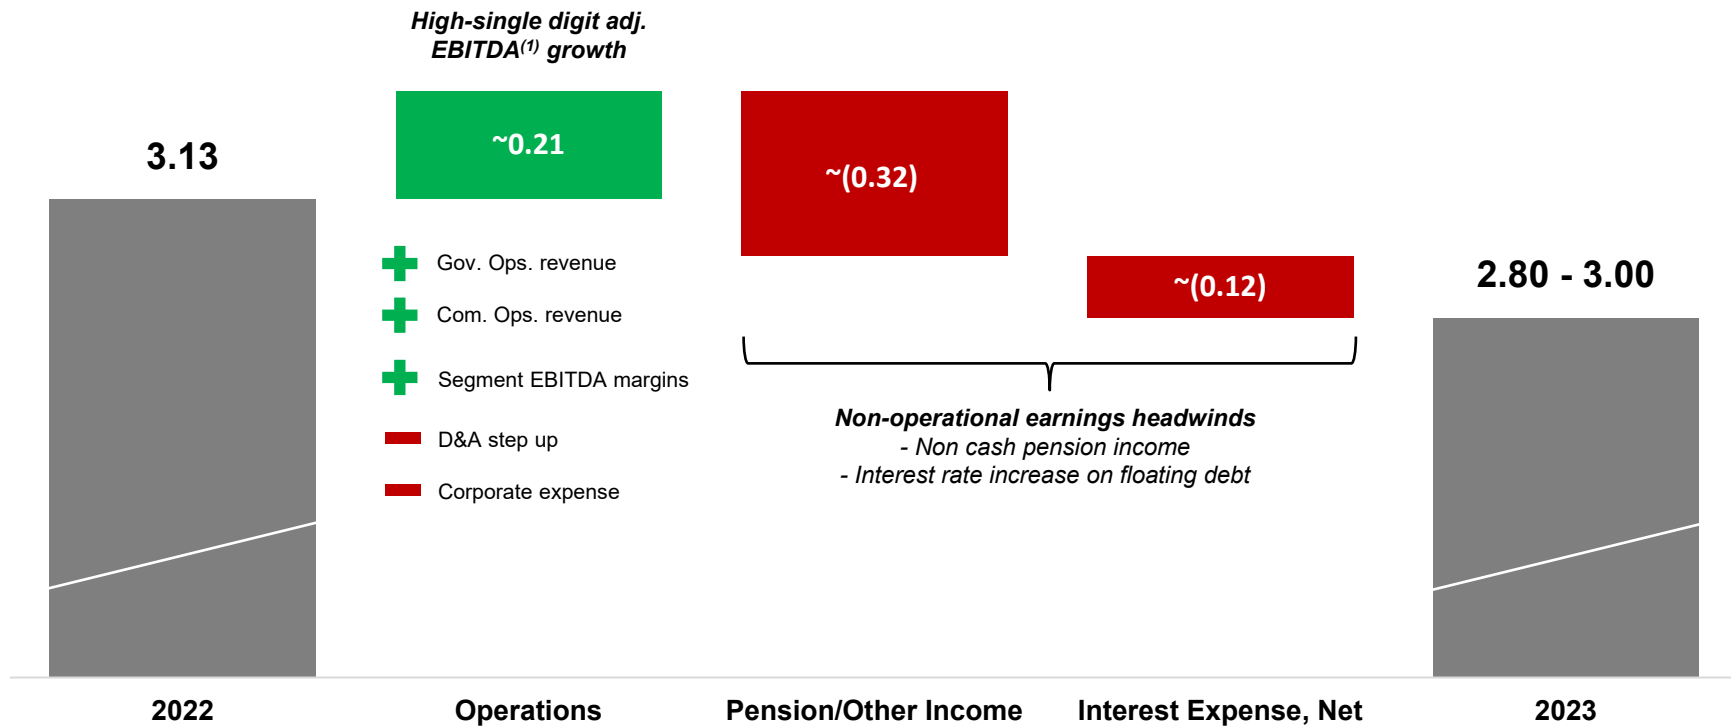 High-single digit adj.
EBITDA(1) growth
3.13
~0.21
~(0.32)
~(0.12)
2.80 - 3.00
Gov. Ops. revenue
Com. Ops. revenue
Segment EBITDA margins
D&A step up
Corporate expense
Non-operational earnings headwinds
- Non cash pension income
- Interest rate increase on floating debt
2022
Operations
Pension/Other Income
Interest Expense, Net
2023